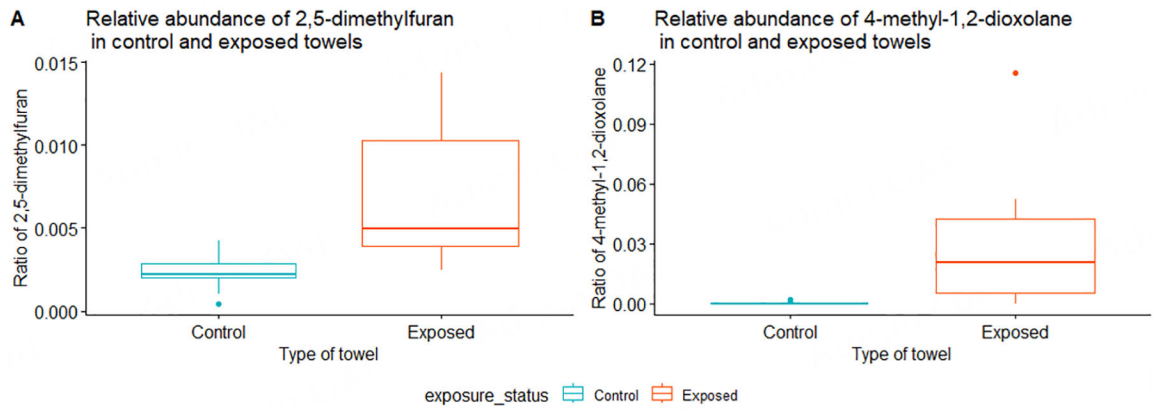 A
Relative abundance of 2,5-dimethylfuran
in control and exposed towels
Ratio of 2,5-dimethylfuran
0.015
0.010
0.005
0.000
Control
Exposed
Type of towel
B
Relative abundance of 4-methyl-1,2-dioxolane
in control and exposed towels
Ratio of 4-methyl-1,2-dioxolane
0.12
0.09
0.06
0.03
0.00
Control
Exposed
Type of towel
exposure_status Control Exposed